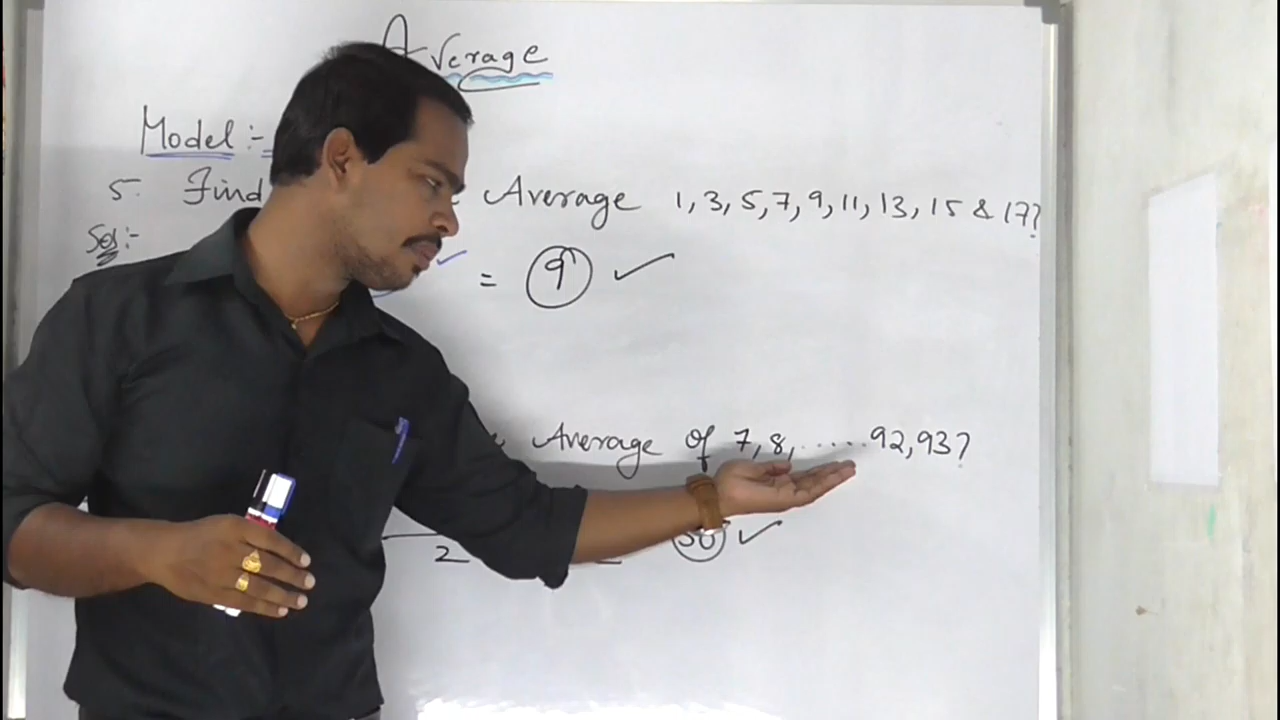 Average
Model :-
5. Find Average 1, 3, 5, 7, 9, 11, 13, 15 & 17?
Sol :-
= 9 ✓
Average of 7, 8, ...... 92, 93?
2 50 ✓